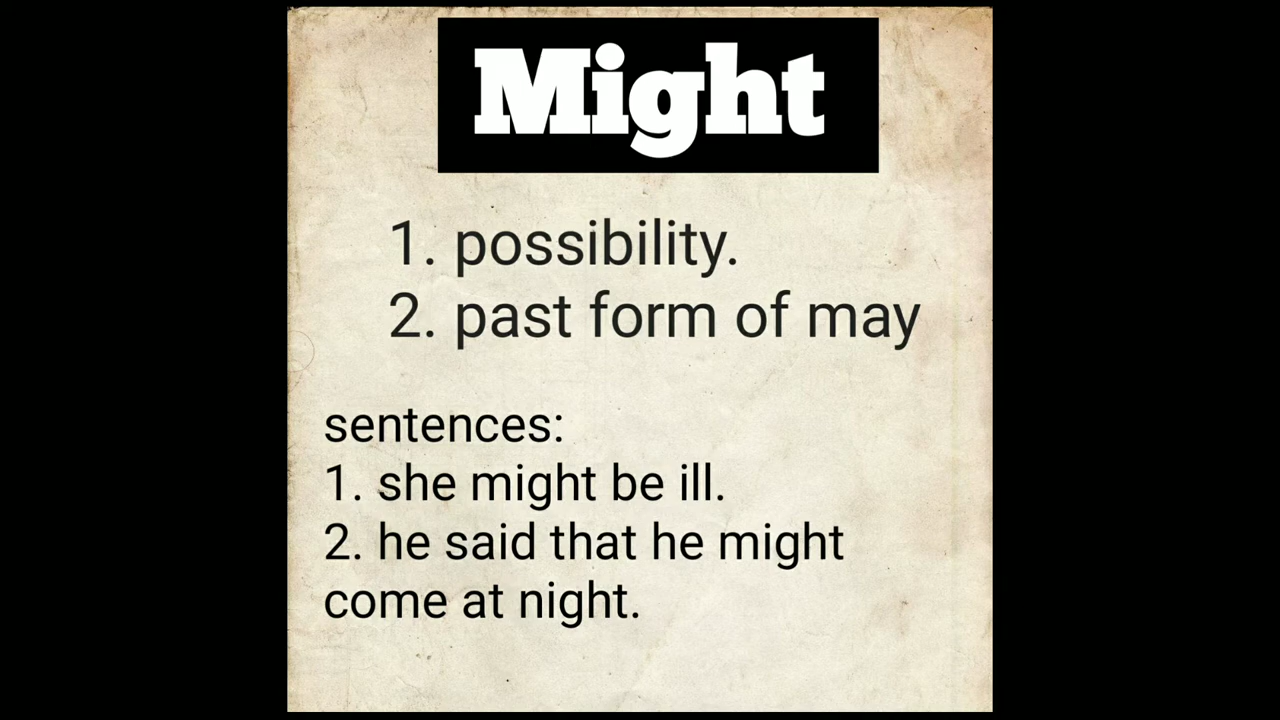 Might
1. possibility.
2. past form of may
sentences:
1. she might be ill.
2. he said that he might
come at night.